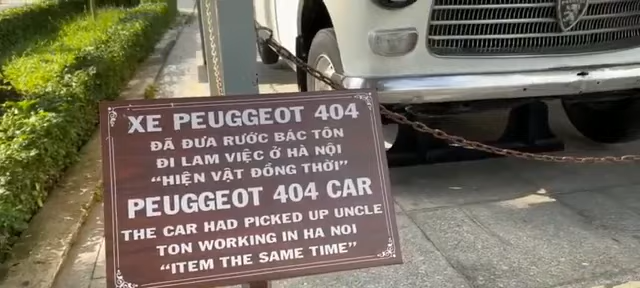 XE PEUGGEOT 404
ĐÃ ĐƯA RƯỚC BÁC TÔN
ĐI LÀM VIỆC Ở HÀ NỘI
“HIỆN VẬT ĐỒNG THỜI”
PEUGGEOT 404 CAR
THE CAR HAD PICKED UP UNCLE
TON WORKING IN HA NOI
“ITEM THE SAME TIME”